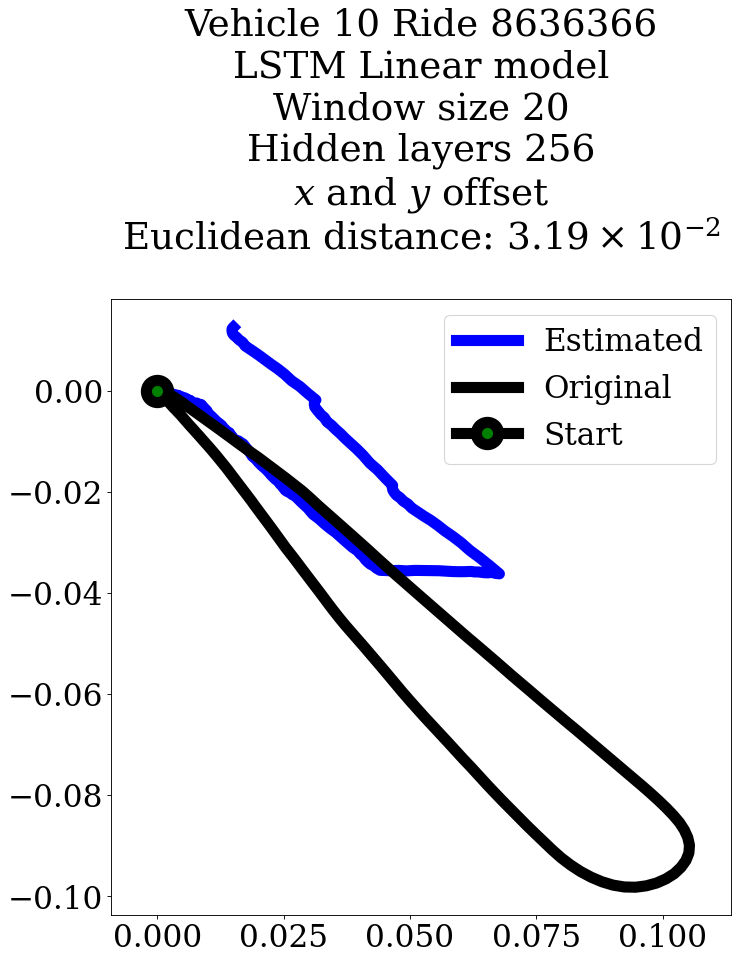 Vehicle 10 Ride 8636366
LSTM Linear model
Window size 20
Hidden layers 256
x and y offset
Euclidean distance: 3.19 × 10⁻²
Estimated
Original
Start
0.00
−0.02
−0.04
−0.06
−0.08
−0.10
0.000 0.025 0.050 0.075 0.100